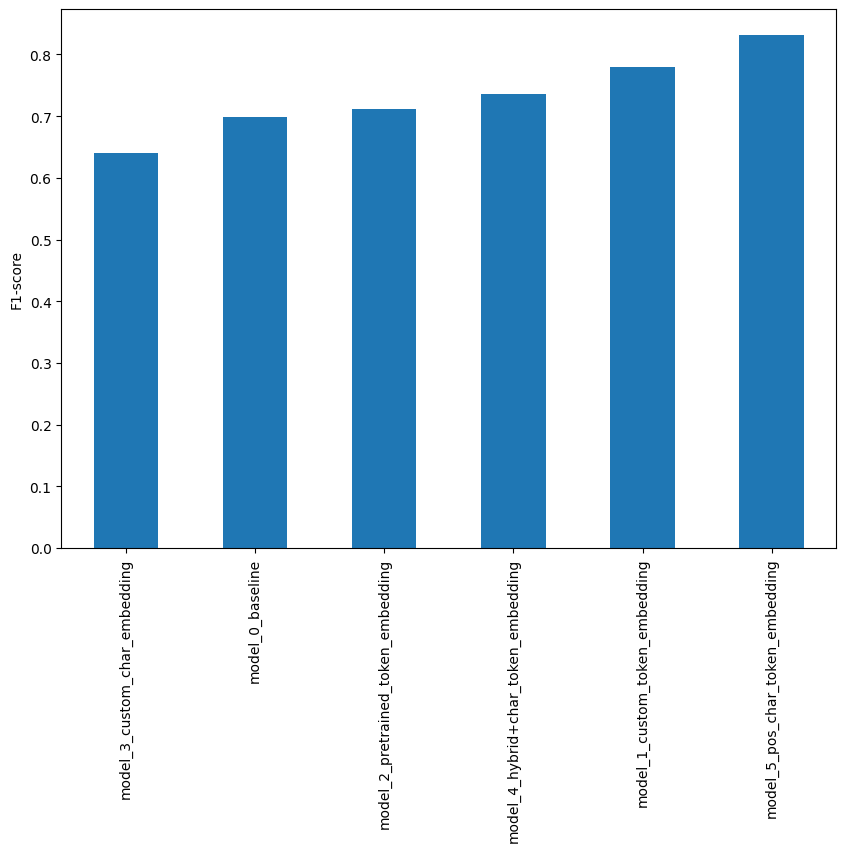 F1-score
0.8
0.7
0.6
0.5
0.4
0.3
0.2
0.1
0.0
model_3_custom_char_embedding
model_0_baseline
model_2_pretrained_token_embedding
model_4_hybrid+char_token_embedding
model_1_custom_token_embedding
model_5_pos_char_token_embedding